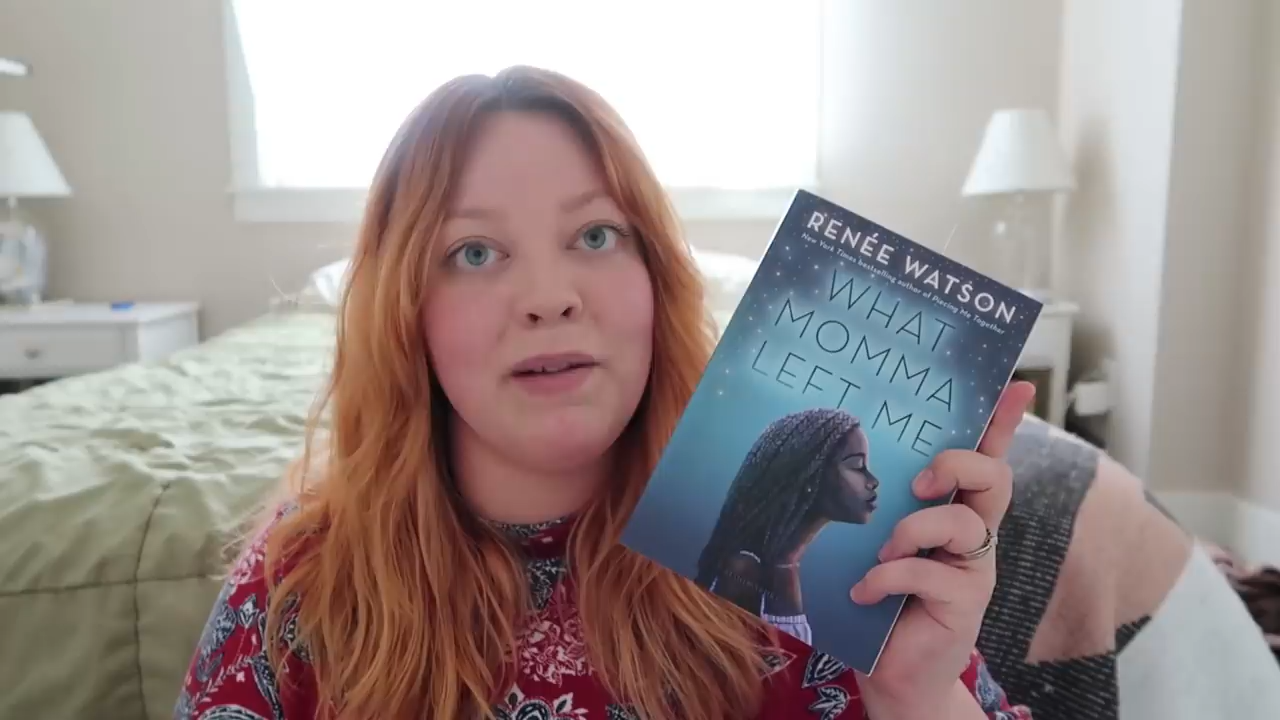 RENÉE WATSON
New York Times bestselling author of Piecing Me Together
WHAT
MOMMA
LEFT ME